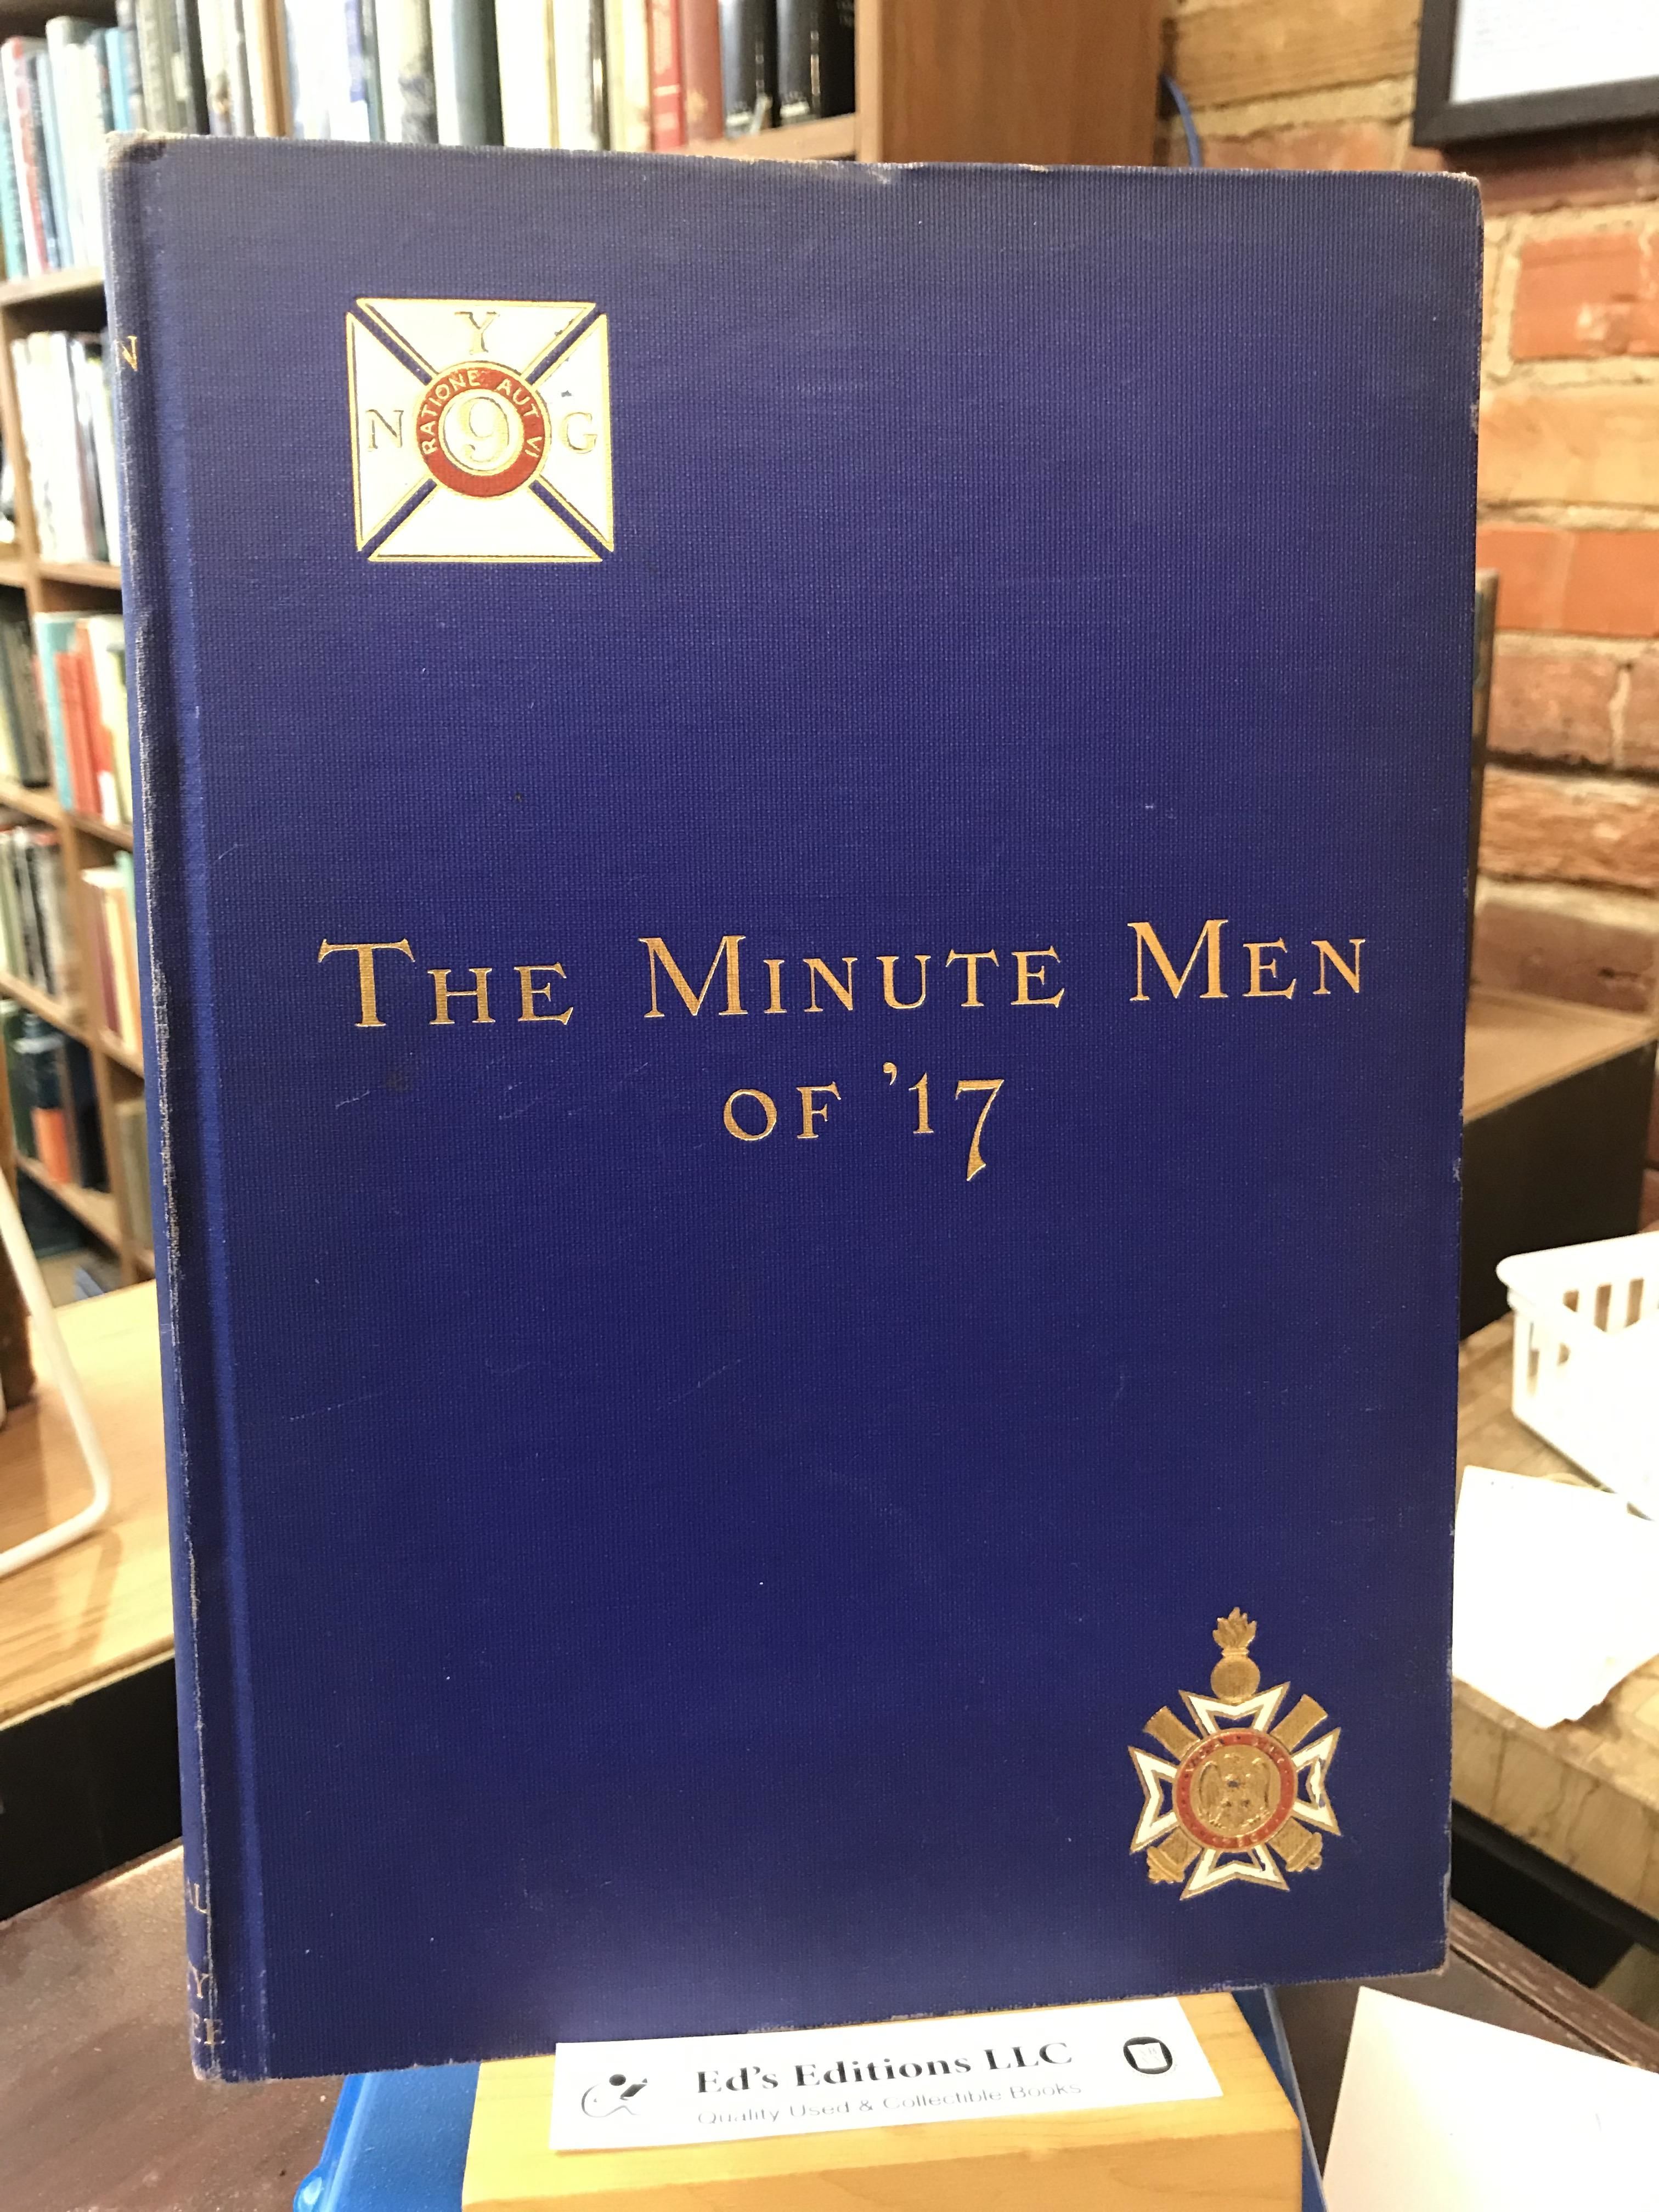 Y
N G
RATIONE AUT VI
9
THE MINUTE MEN
OF '17
Ed's Editions LLC
Quality Used & Collectible Books